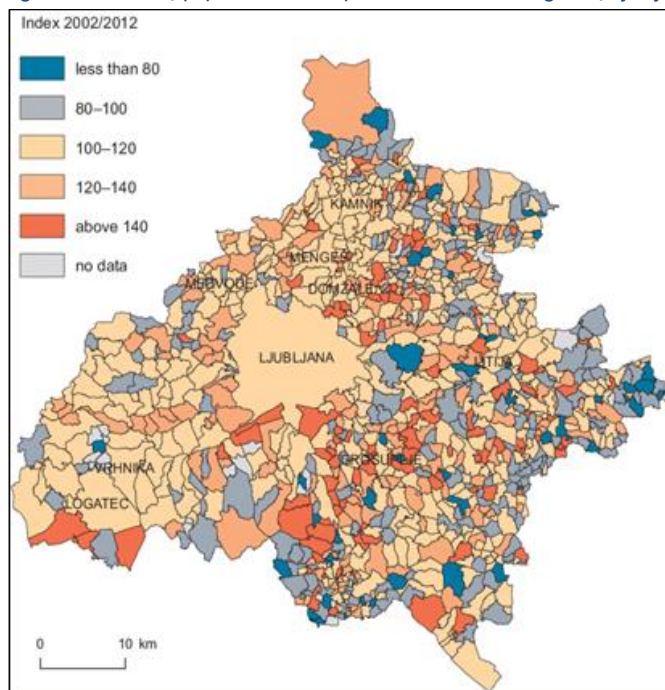 Index 2002/2012
less than 80
80–100
100–120
120–140
above 140
no data
KAMNIK
MENGEŠ
MEDVODE
DOMŽALE
LJUBLJANA
LITIJA
GROSUPLJE
VRHNIKA
LOGATEC
0 10 km